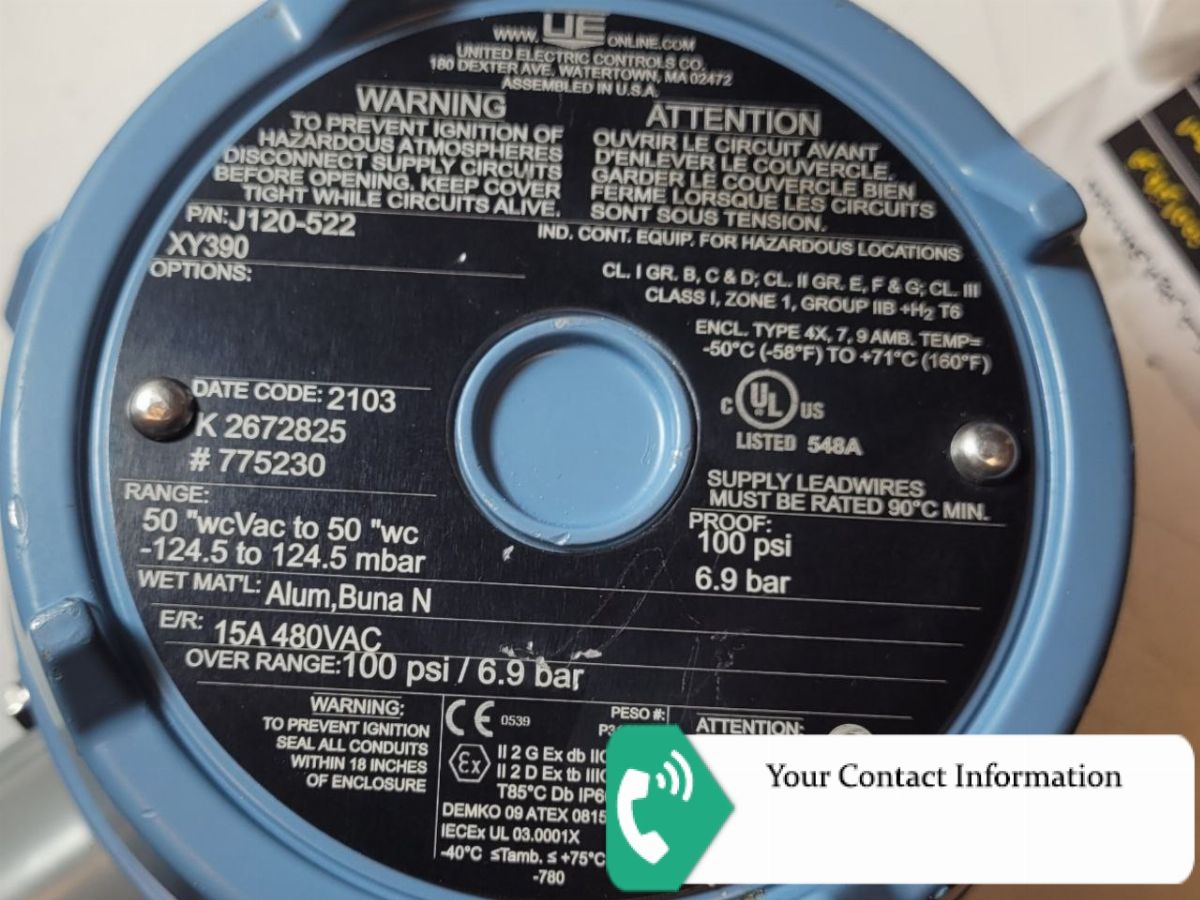 WWW. UE ONLINE.COM
UNITED ELECTRIC CONTROLS CO.
180 DEXTER AVE. WATERTOWN, MA 02472
ASSEMBLED IN U.S.A.
WARNING
TO PREVENT IGNITION OF
HAZARDOUS ATMOSPHERES
DISCONNECT SUPPLY CIRCUITS
BEFORE OPENING. KEEP COVER
TIGHT WHILE CIRCUITS ALIVE.
ATTENTION
OUVRIR LE CIRCUIT AVANT
D'ENLEVER LE COUVERCLE.
GARDER LE COUVERCLE BIEN
FERME LORSQUE LES CIRCUITS
SONT SOUS TENSION.
P/N: J120-522
XY390
OPTIONS:
IND. CONT. EQUIP. FOR HAZARDOUS LOCATIONS
CL. I GR. B, C & D; CL. II GR. E, F & G; CL. III
CLASS I, ZONE 1, GROUP IIB +H2 T6
ENCL. TYPE 4X, 7, 9 AMB. TEMP=
-50°C (-58°F) TO +71°C (160°F)
C UL US
LISTED 548A
DATE CODE: 2103
K 2672825
# 775230
SUPPLY LEADWIRES
MUST BE RATED 90°C MIN.
RANGE:
50 "wcVac to 50 "wc
-124.5 to 124.5 mbar
PROOF:
100 psi
6.9 bar
WET MAT'L: Alum,Buna N
E/R: 15A 480VAC
OVER RANGE: 100 psi / 6.9 bar
WARNING:
TO PREVENT IGNITION
SEAL ALL CONDUITS
WITHIN 18 INCHES
OF ENCLOSURE
CE 0539
Ex II 2 G Ex db
II 2 D Ex tb
T85°C Db
DEMKO 09 ATEX 0815
IECEx UL 03.0001X
-40°C ≤Tamb. ≤ +75°C
-780
PESO #:
ATTENTION:
Your Contact Information